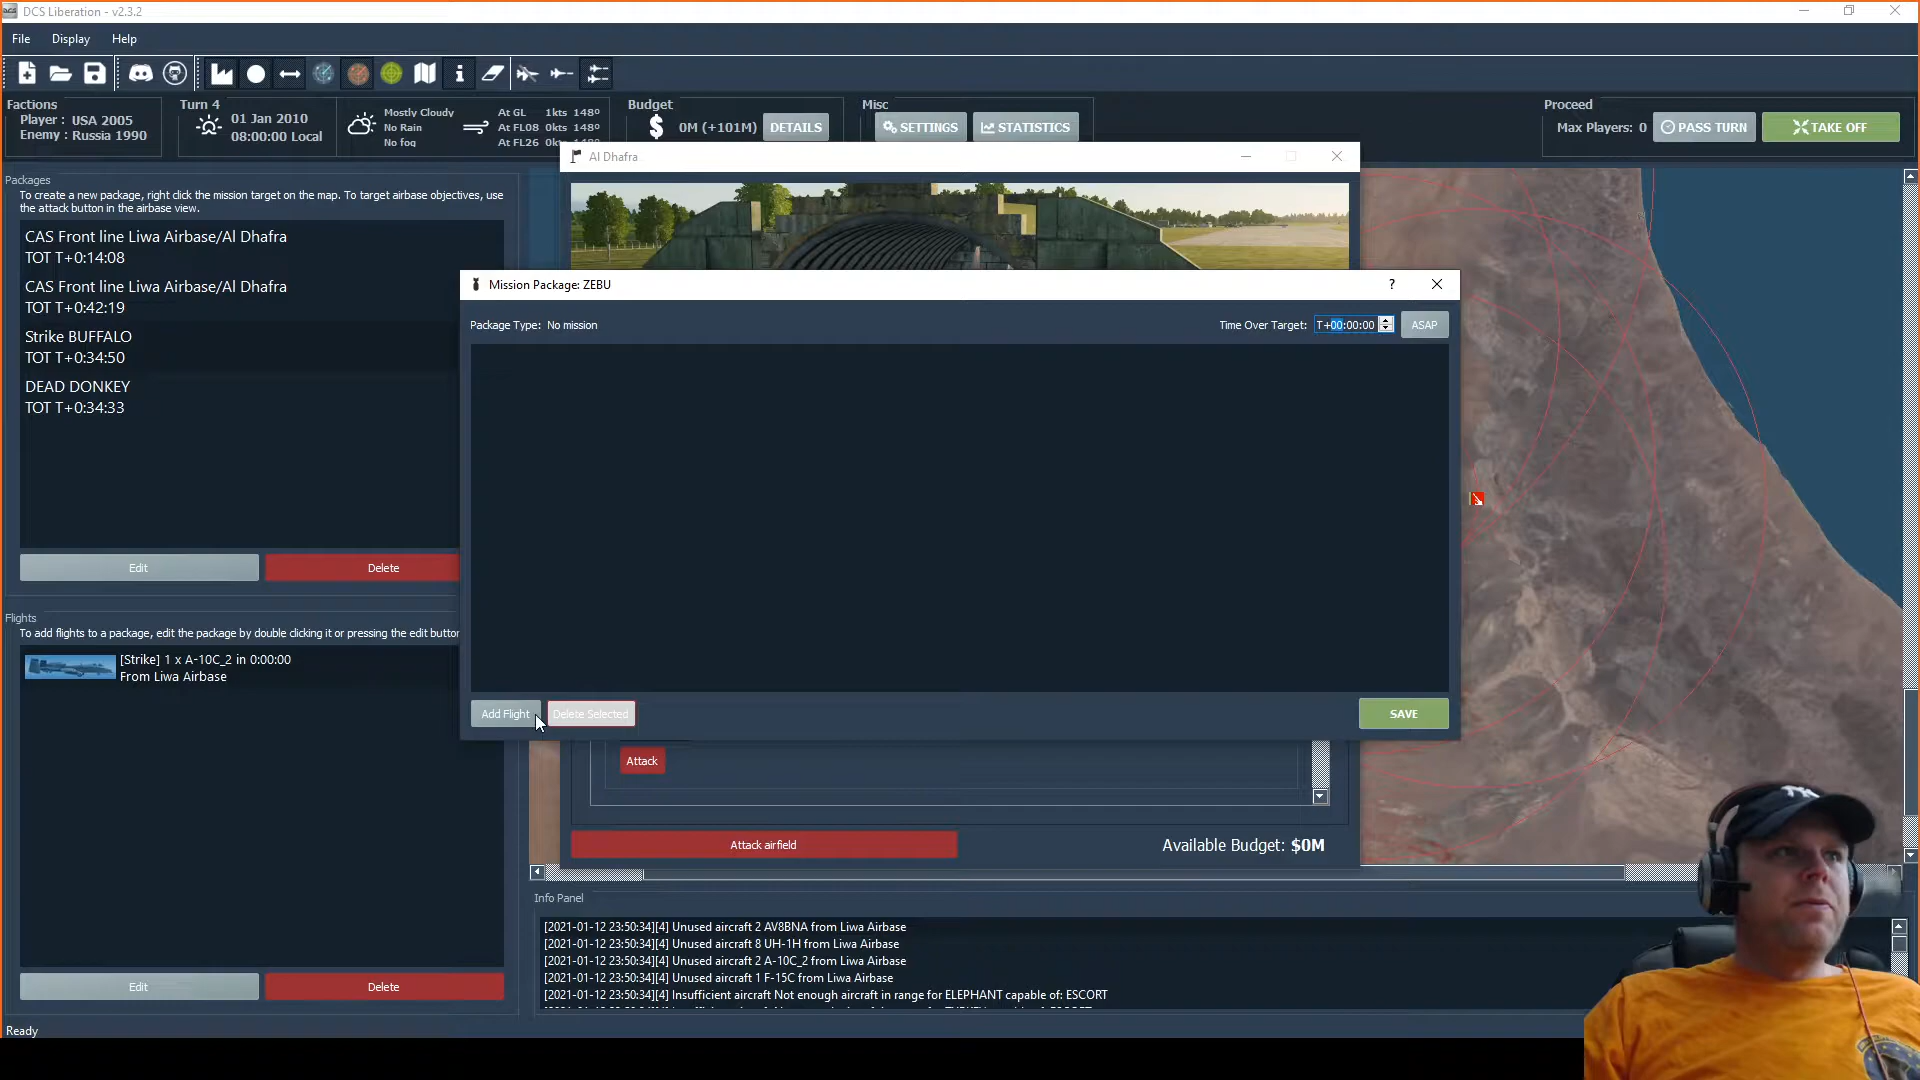 DCS Liberation - v2.3.2
File Display Help
Factions
Player : USA 2005
Enemy : Russia 1990
Turn 4
01 Jan 2010
08:00:00 Local
Mostly Cloudy
No Rain
No fog
At GL 1kts 148º
At FL08 0kts 148º
At FL26 0kts 148º
Budget
$ 0M (+101M) DETAILS
Misc
SETTINGS STATISTICS
Proceed
Max Players: 0 PASS TURN TAKE OFF
Packages
To create a new package, right click the mission target on the map. To target airbase objectives, use
the attack button in the airbase view.
CAS Front line Liwa Airbase/Al Dhafra
TOT T+0:14:08
CAS Front line Liwa Airbase/Al Dhafra
TOT T+0:42:19
Strike BUFFALO
TOT T+0:34:50
DEAD DONKEY
TOT T+0:34:33
Edit Delete
Flights
To add flights to a package, edit the package by double clicking it or pressing the edit button
[Strike] 1 x A-10C_2 in 0:00:00
From Liwa Airbase
Edit Delete
Ready
Al Dhafra
Mission Package: ZEBU
?
Package Type: No mission
Time Over Target: T+00:00:00 ASAP
Add Flight Delete Selected SAVE
Attack
Attack airfield
Available Budget: $0M
Info Panel
[2021-01-12 23:50:34][4] Unused aircraft 2 AV8BNA from Liwa Airbase
[2021-01-12 23:50:34][4] Unused aircraft 8 UH-1H from Liwa Airbase
[2021-01-12 23:50:34][4] Unused aircraft 2 A-10C_2 from Liwa Airbase
[2021-01-12 23:50:34][4] Unused aircraft 1 F-15C from Liwa Airbase
[2021-01-12 23:50:34][4] Insufficient aircraft Not enough aircraft in range for ELEPHANT capable of: ESCORT